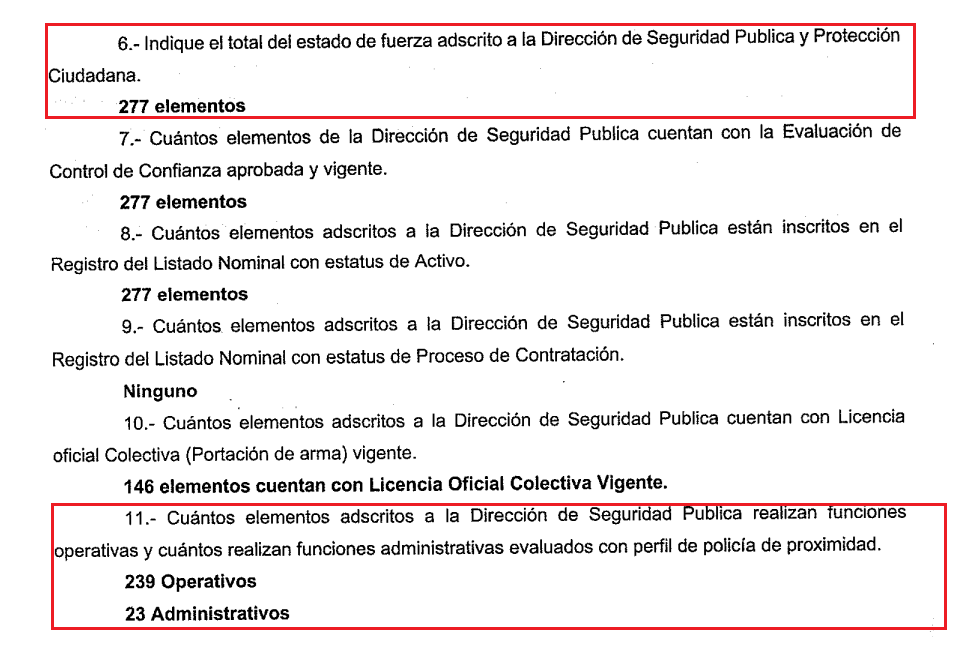 6.- Indique el total del estado de fuerza adscrito a la Dirección de Seguridad Publica y Protección
Ciudadana.
277 elementos
7.- Cuántos elementos de la Dirección de Seguridad Publica cuentan con la Evaluación de
Control de Confianza aprobada y vigente.
277 elementos
8.- Cuántos elementos adscritos a la Dirección de Seguridad Publica están inscritos en el
Registro del Listado Nominal con estatus de Activo.
277 elementos
9.- Cuántos elementos adscritos a la Dirección de Seguridad Publica están inscritos en el
Registro del Listado Nominal con estatus de Proceso de Contratación.
Ninguno
10.- Cuántos elementos adscritos a la Dirección de Seguridad Publica cuentan con Licencia
oficial Colectiva (Portación de arma) vigente.
146 elementos cuentan con Licencia Oficial Colectiva Vigente.
11.- Cuántos elementos adscritos a la Dirección de Seguridad Publica realizan funciones
operativas y cuántos realizan funciones administrativas evaluados con perfil de policía de proximidad.
239 Operativos
23 Administrativos